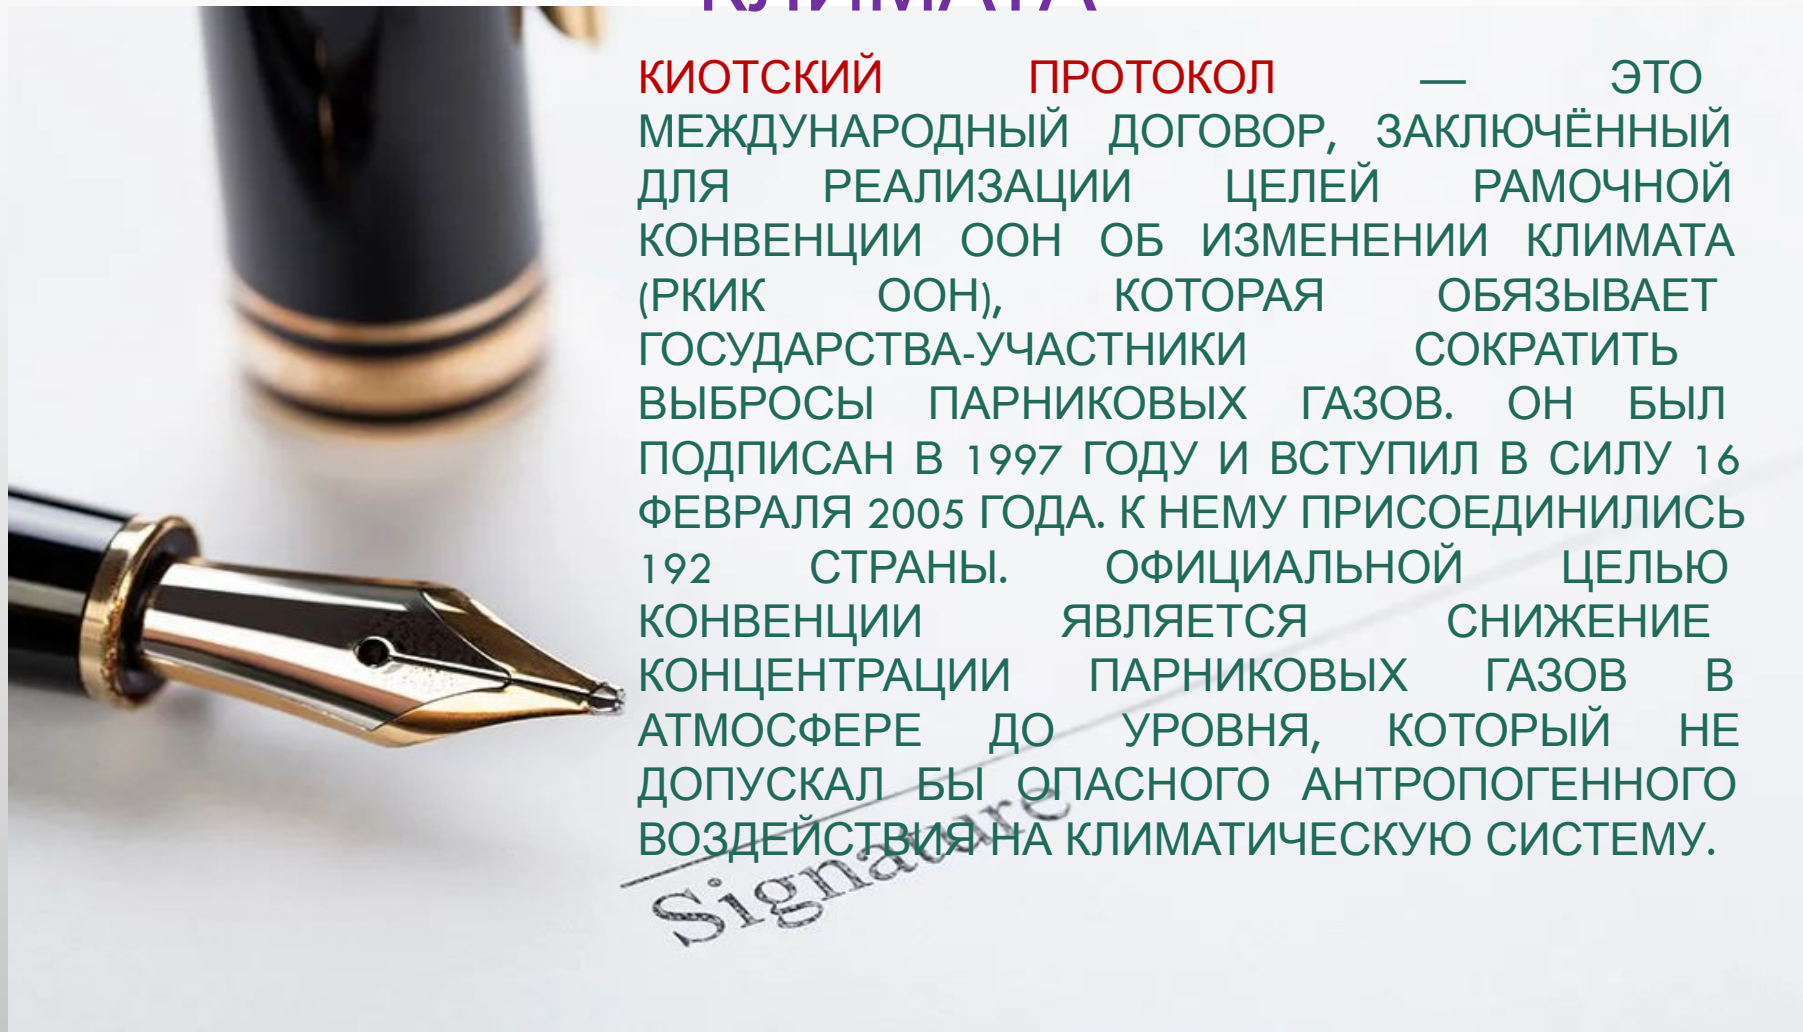 КЛИМАТА
КИОТСКИЙ ПРОТОКОЛ — ЭТО
МЕЖДУНАРОДНЫЙ ДОГОВОР, ЗАКЛЮЧЁННЫЙ
ДЛЯ РЕАЛИЗАЦИИ ЦЕЛЕЙ РАМОЧНОЙ
КОНВЕНЦИИ ООН ОБ ИЗМЕНЕНИИ КЛИМАТА
(РКИК ООН), КОТОРАЯ ОБЯЗЫВАЕТ
ГОСУДАРСТВА-УЧАСТНИКИ СОКРАТИТЬ
ВЫБРОСЫ ПАРНИКОВЫХ ГАЗОВ. ОН БЫЛ
ПОДПИСАН В 1997 ГОДУ И ВСТУПИЛ В СИЛУ 16
ФЕВРАЛЯ 2005 ГОДА. К НЕМУ ПРИСОЕДИНИЛИСЬ
192 СТРАНЫ. ОФИЦИАЛЬНОЙ ЦЕЛЬЮ
КОНВЕНЦИИ ЯВЛЯЕТСЯ СНИЖЕНИЕ
КОНЦЕНТРАЦИИ ПАРНИКОВЫХ ГАЗОВ В
АТМОСФЕРЕ ДО УРОВНЯ, КОТОРЫЙ НЕ
ДОПУСКАЛ БЫ ОПАСНОГО АНТРОПОГЕННОГО
ВОЗДЕЙСТВИЯ НА КЛИМАТИЧЕСКУЮ СИСТЕМУ.
Signature